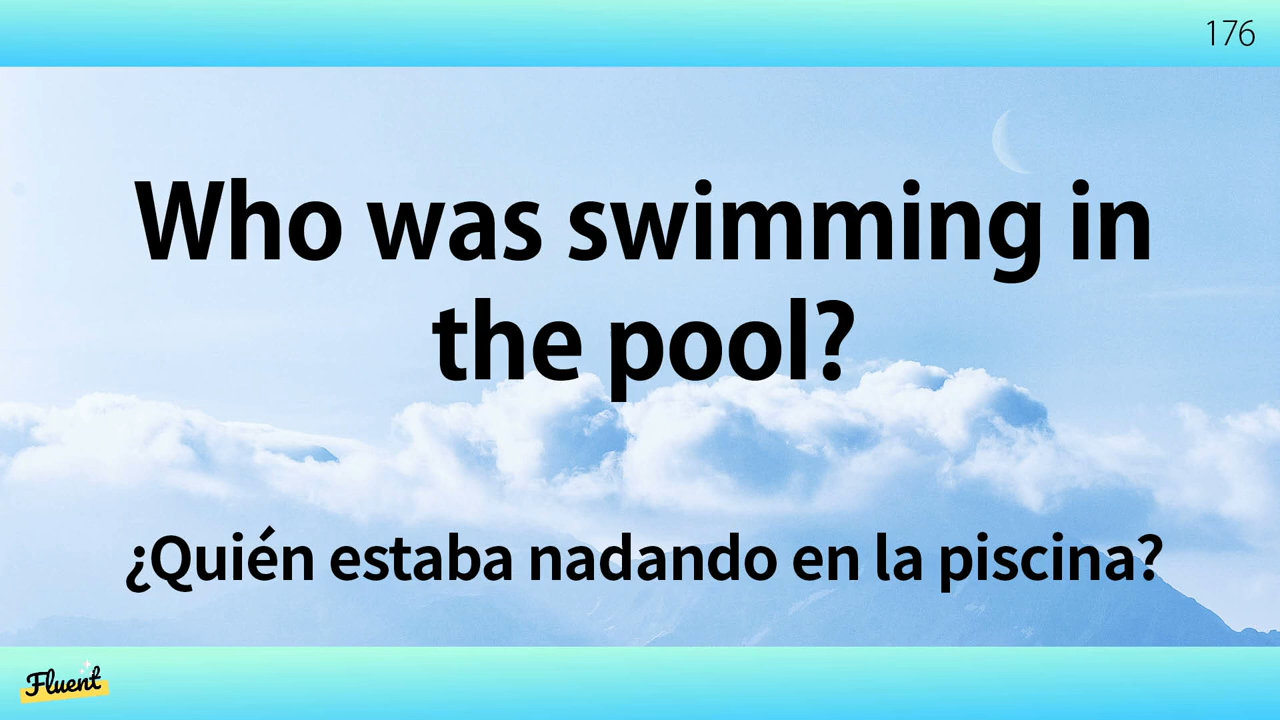 176
Who was swimming in
the pool?
¿Quién estaba nadando en la piscina?
Fluent